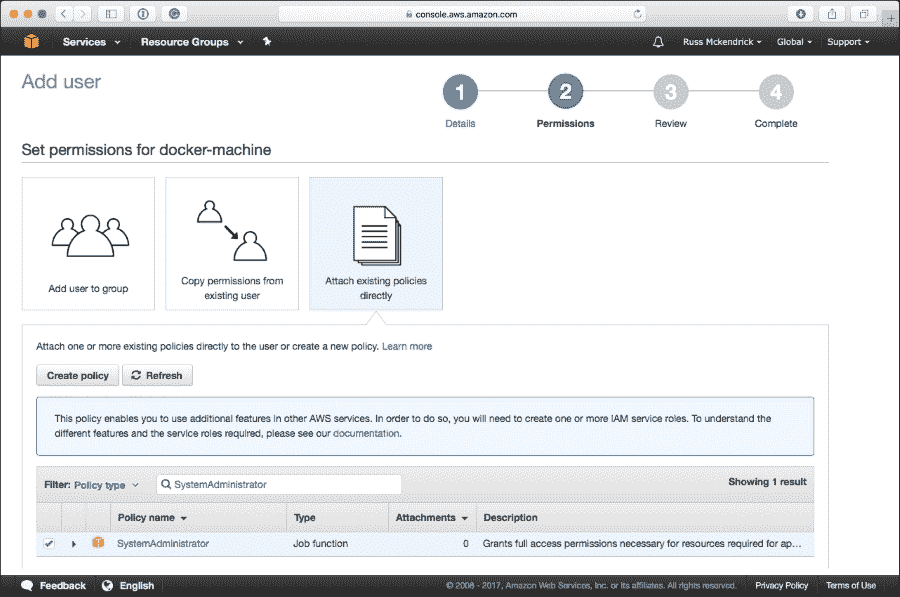 console.aws.amazon.com
Services Resource Groups Russ Mckendrick Global Support
Add user
1 2 3 4
Details Permissions Review Complete
Set permissions for docker-machine
Add user to group
Copy permissions from
existing user
Attach existing policies
directly
Attach one or more existing policies directly to the user or create a new policy. Learn more
Create policy Refresh
This policy enables you to use additional features in other AWS services. In order to do so, you will need to create one or more IAM service roles. To understand the
different features and the service roles required, please see our documentation.
Filter: Policy type SystemAdministrator Showing 1 result
Policy name Type Attachments Description
SystemAdministrator Job function 0 Grants full access permissions necessary for resources required for ap...
Feedback English © 2008 - 2017, Amazon Web Services, Inc. or its affiliates. All rights reserved. Privacy Policy Terms of Use